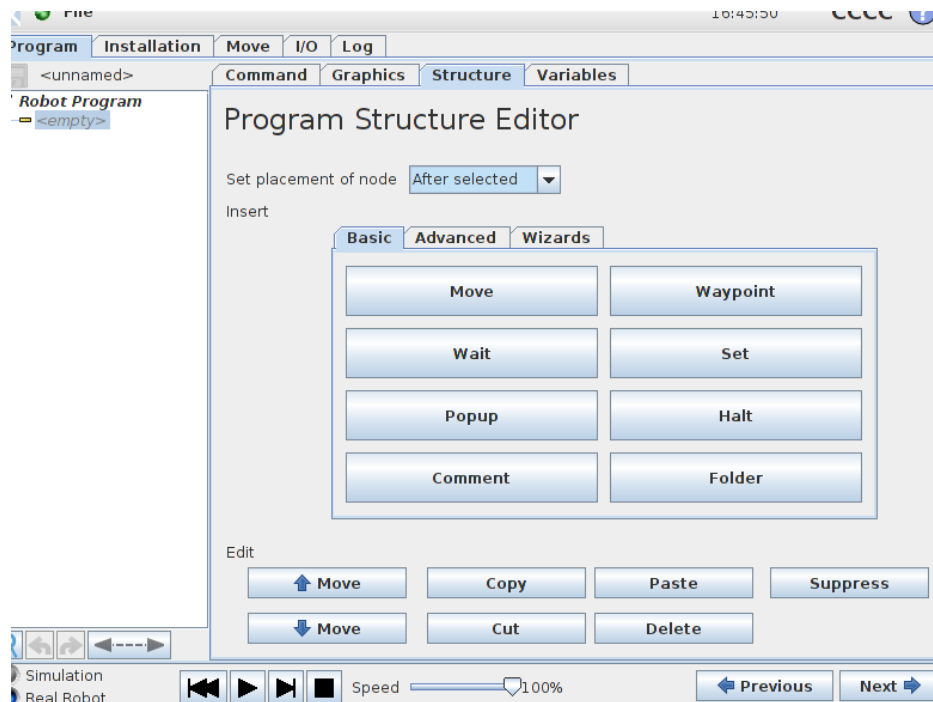 File 16:45:50 CCCC ?
Program Installation Move I/O Log
<unnamed> Command Graphics Structure Variables
Robot Program
<empty>
Program Structure Editor
Set placement of node After selected
Insert
Basic Advanced Wizards
Move Waypoint
Wait Set
Popup Halt
Comment Folder
Edit
Move Copy Paste Suppress
Move Cut Delete
Simulation
Real Robot
Speed 100% Previous Next